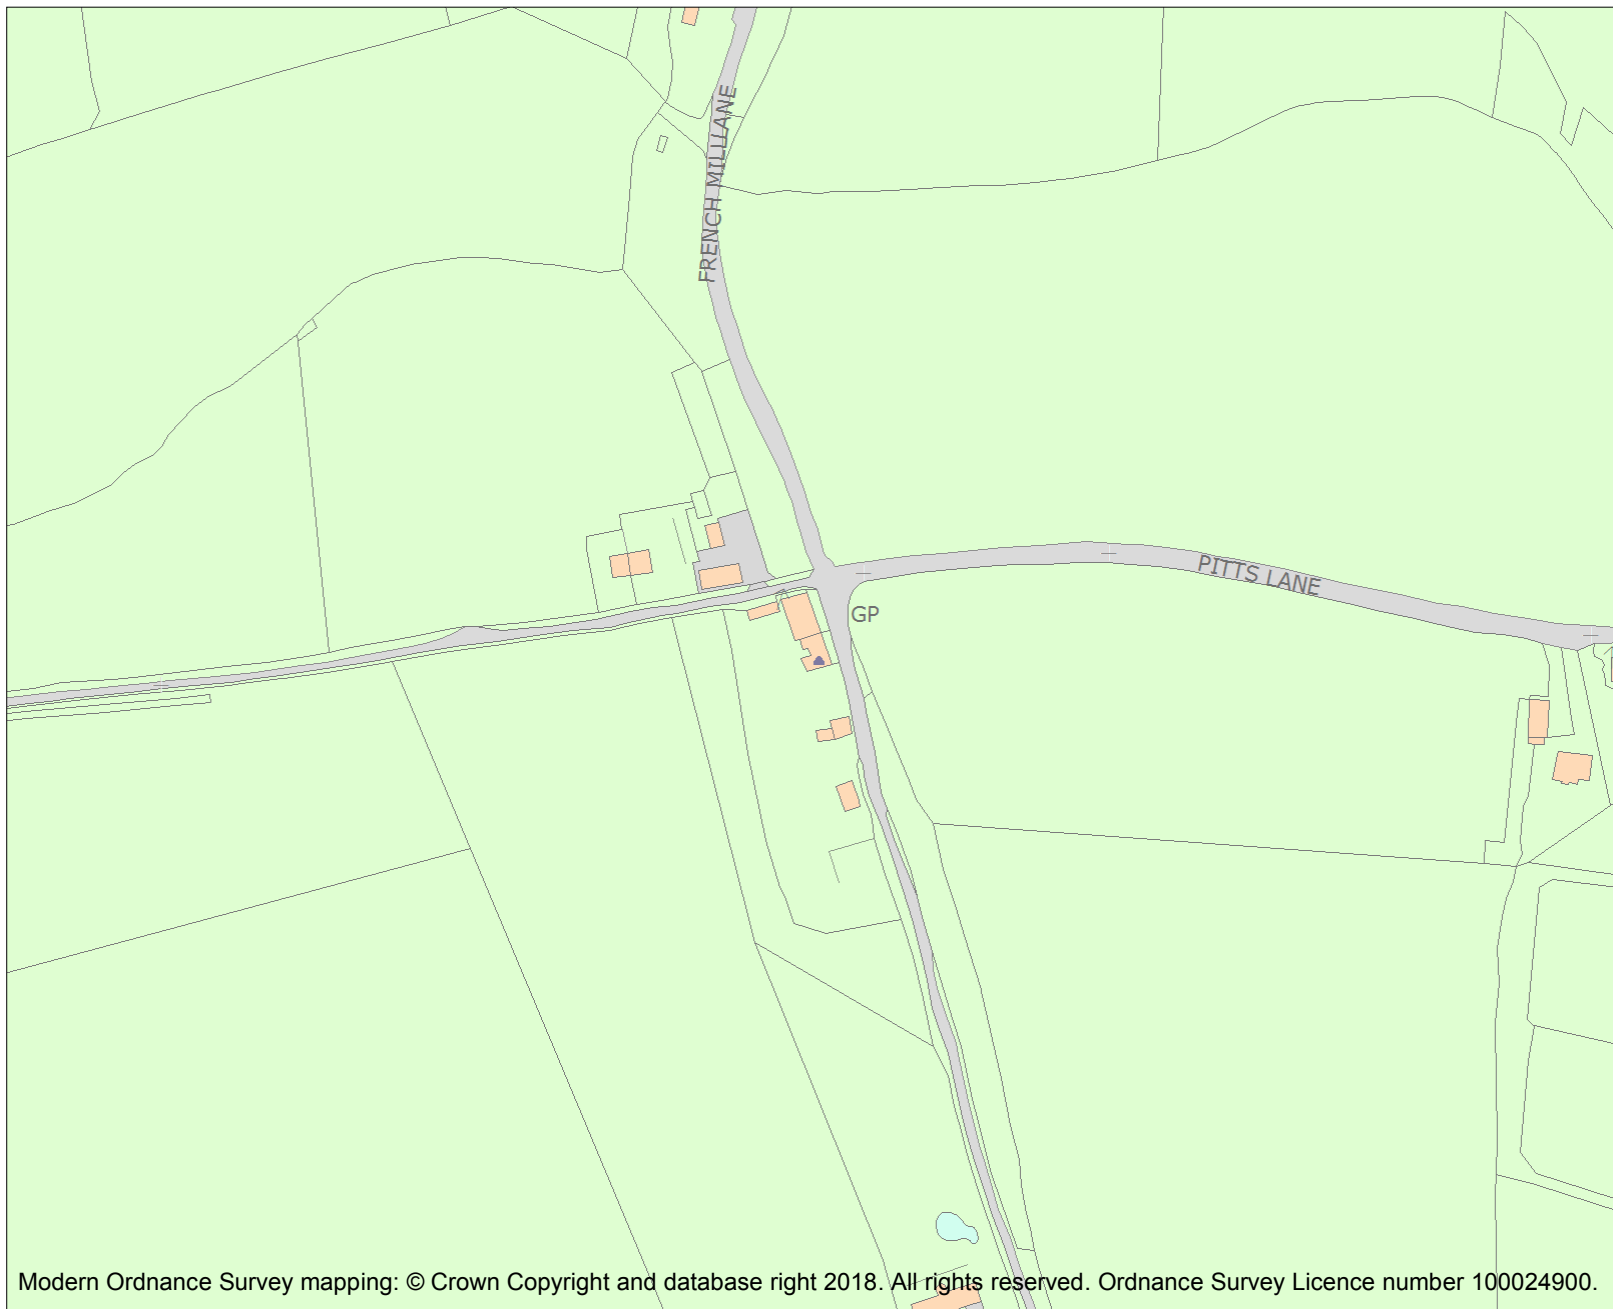 FRENCH MILL LANE
PITTS LANE
GP
Modern Ordnance Survey mapping: © Crown Copyright and database right 2018. All rights reserved. Ordnance Survey Licence number 100024900.